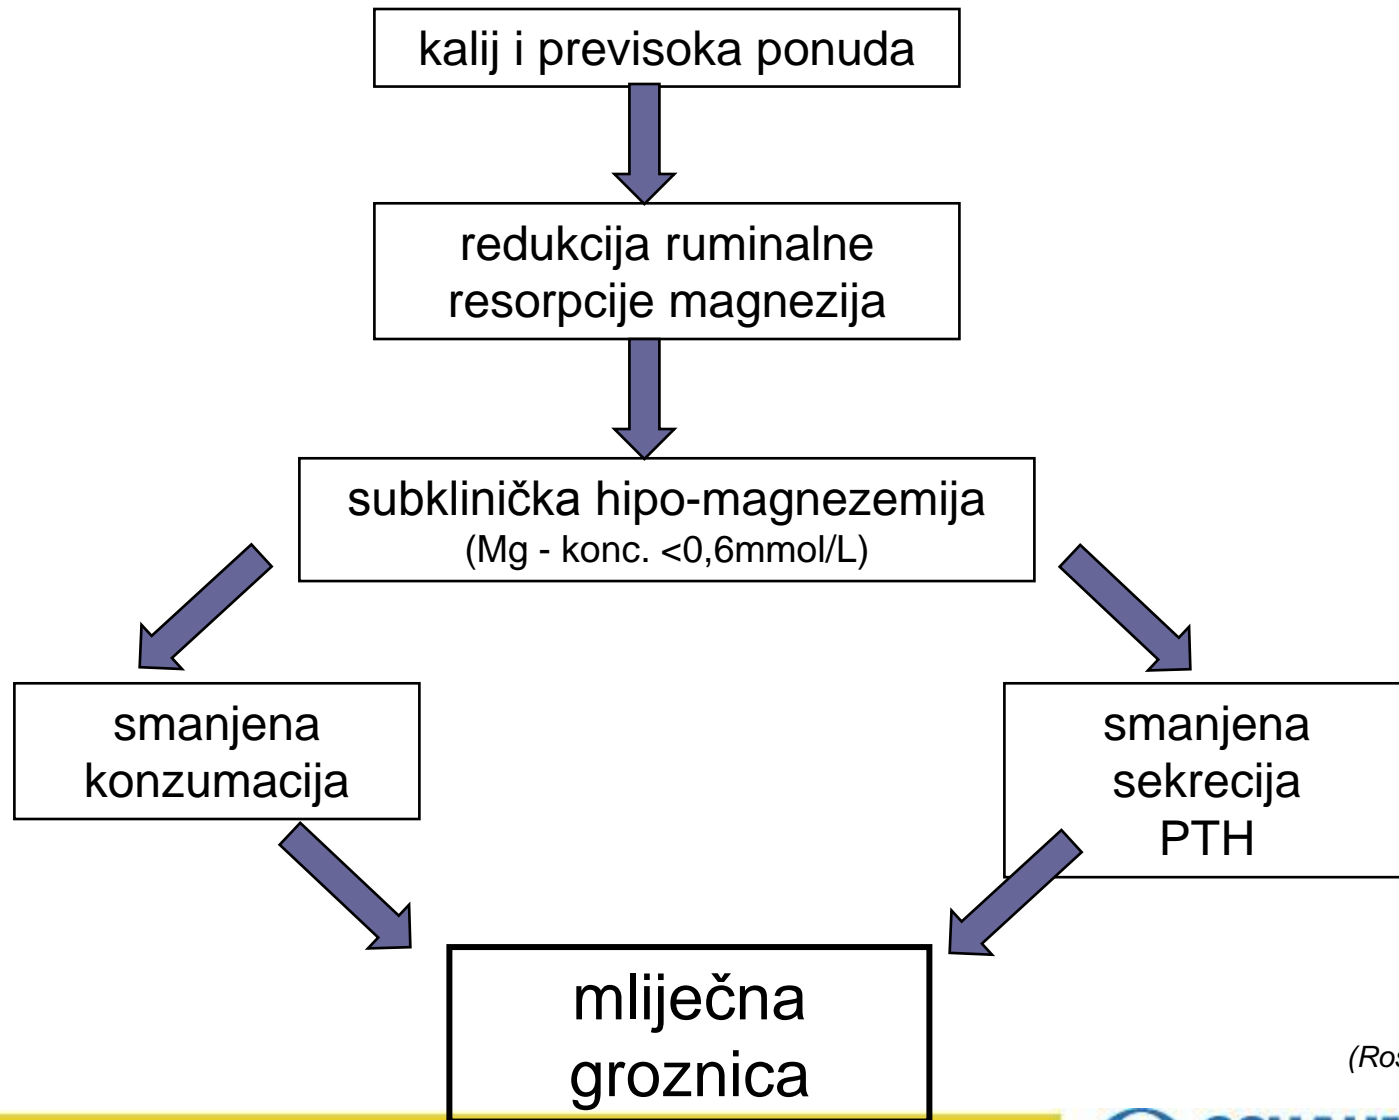 kalij i previsoka ponuda
redukcija ruminalne
resorpcije magnezija
subklinička hipo-magnezemija
(Mg - konc. <0,6mmol/L)
smanjena
konzumacija
smanjena
sekrecija
PTH
mliječna
groznica